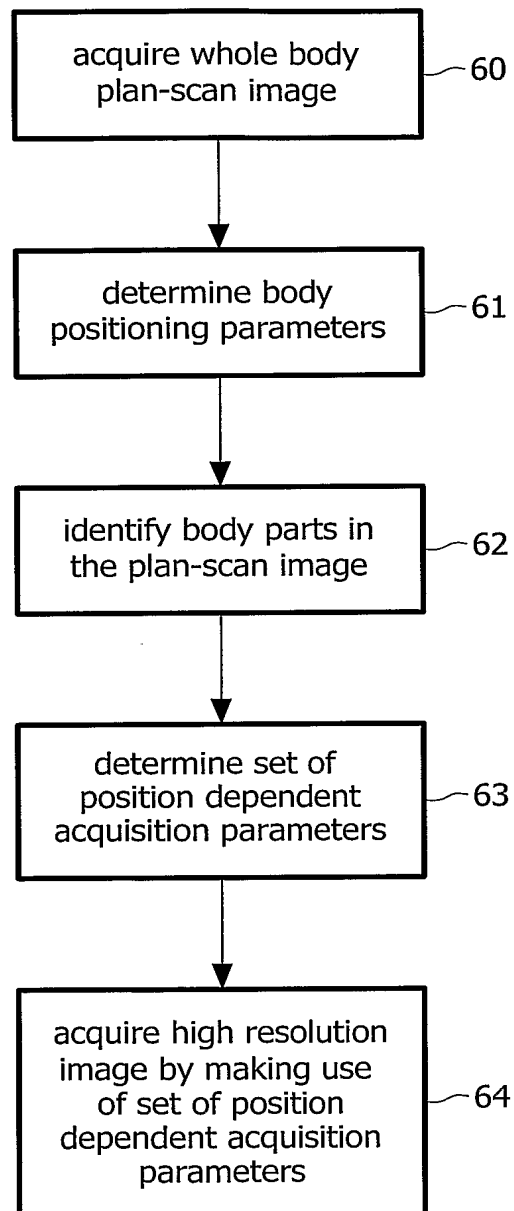 acquire whole body
plan-scan image
60
determine body
positioning parameters
61
identify body parts in
the plan-scan image
62
determine set of
position dependent
acquisition parameters
63
acquire high resolution
image by making use
of set of position
dependent acquisition
parameters
64